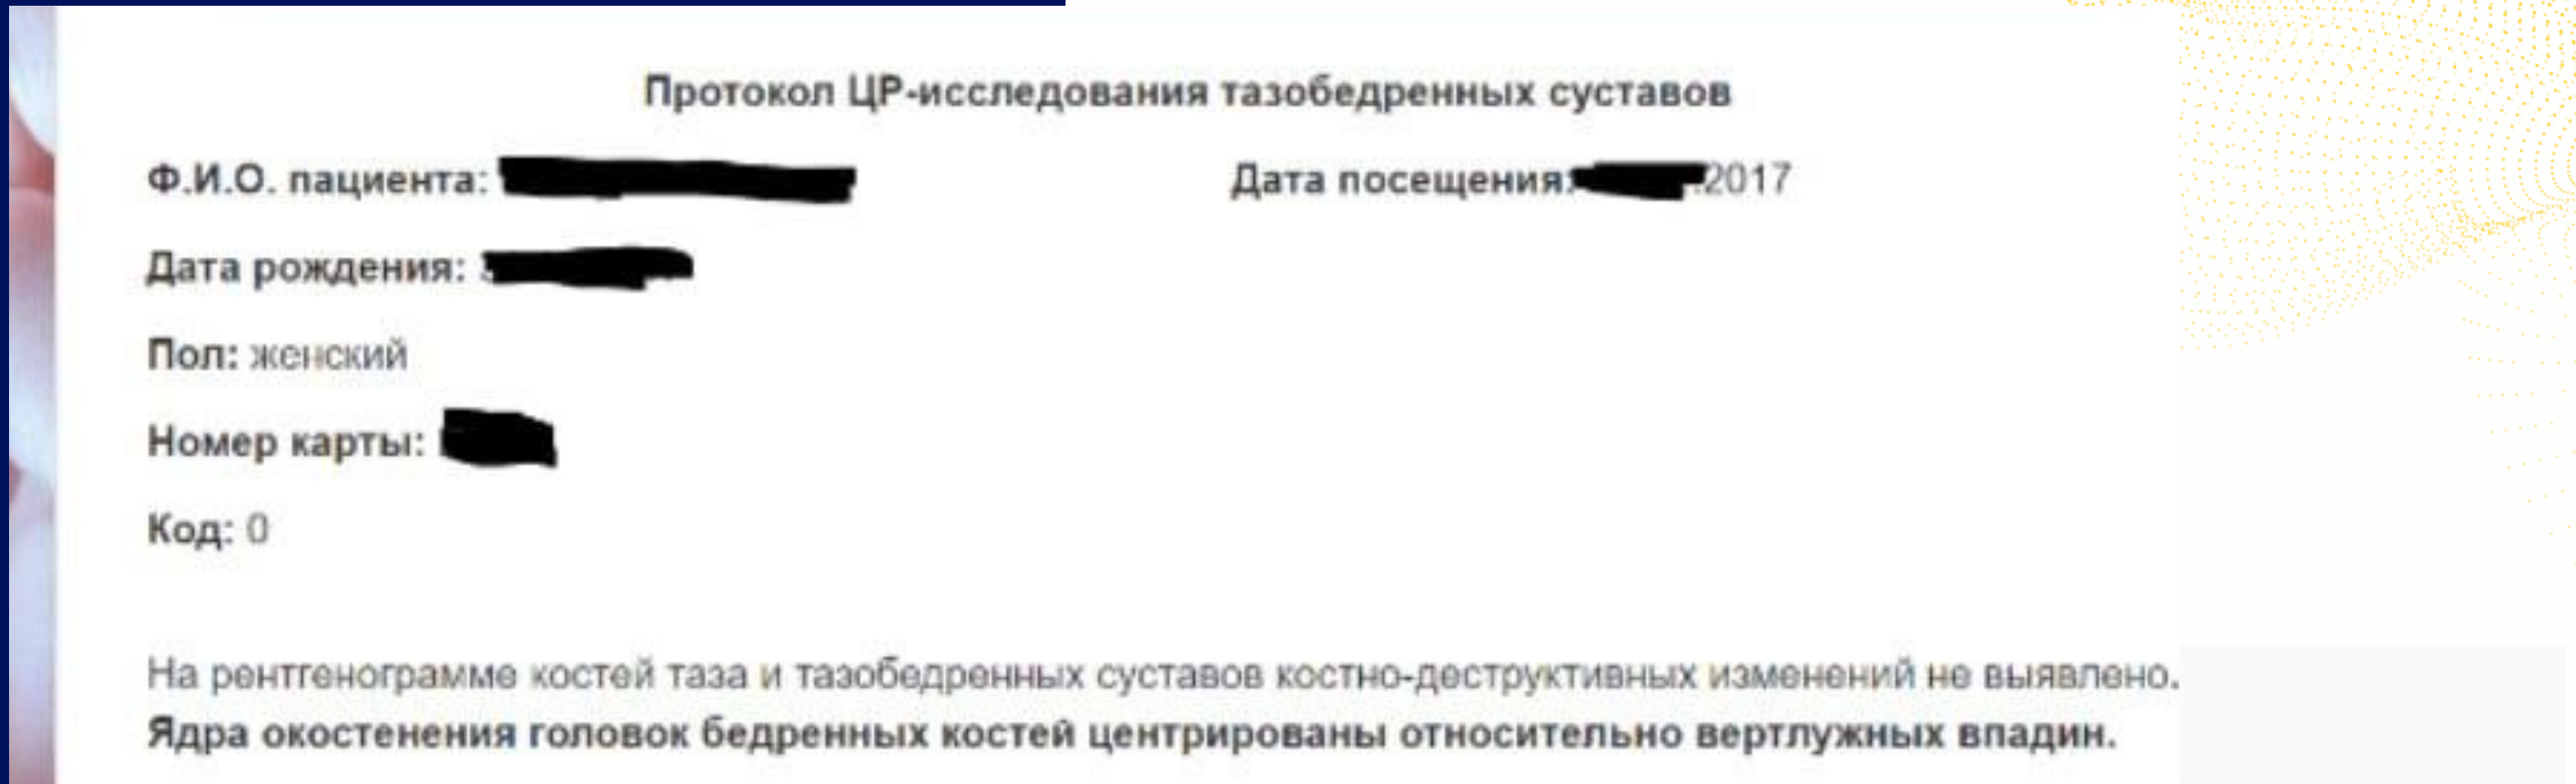 Протокол ЦР-исследования тазобедренных суставов
Ф.И.О. пациента: Дата посещения: .2017
Дата рождения:
Пол: женский
Номер карты:
Код: 0
На рентгенограмме костей таза и тазобедренных суставов костно-деструктивных изменений не выявлено.
Ядра окостенения головок бедренных костей центрированы относительно вертлужных впадин.